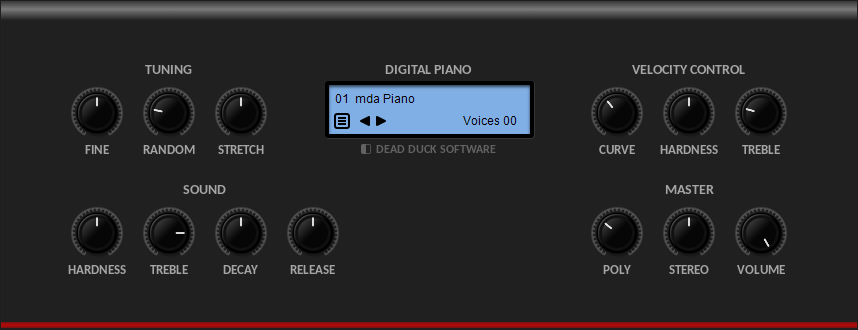 TUNING
DIGITAL PIANO
VELOCITY CONTROL
01 mda Piano
Voices 00
FINE
RANDOM
STRETCH
DEAD DUCK SOFTWARE
CURVE
HARDNESS
TREBLE
SOUND
MASTER
HARDNESS
TREBLE
DECAY
RELEASE
POLY
STEREO
VOLUME